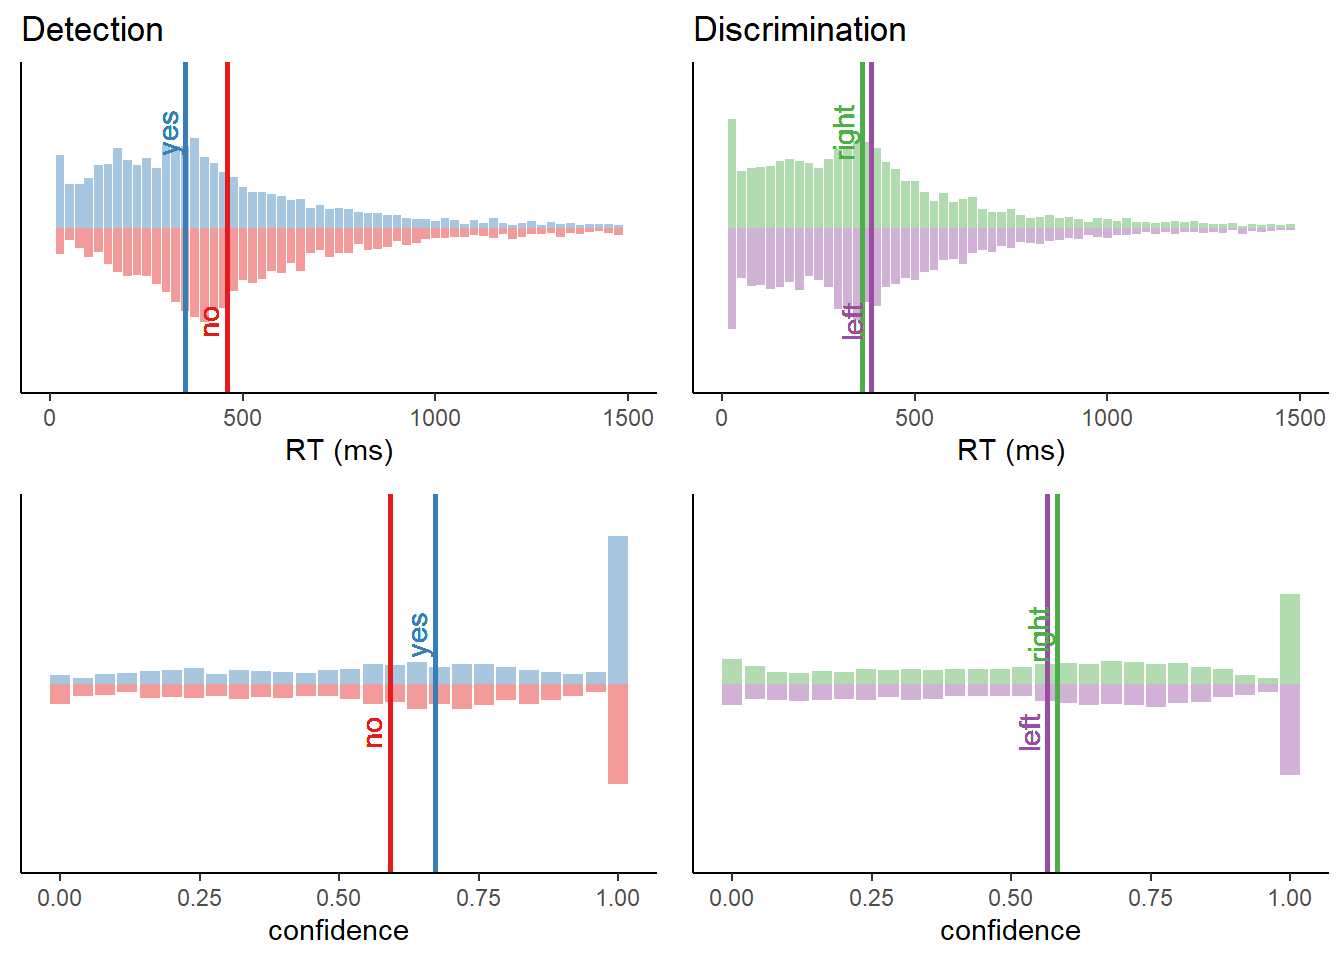 Detection
yes
no
0 500 1000 1500
RT (ms)
Discrimination
right
left
0 500 1000 1500
RT (ms)
yes
no
0.00 0.25 0.50 0.75 1.00
confidence
right
left
0.00 0.25 0.50 0.75 1.00
confidence